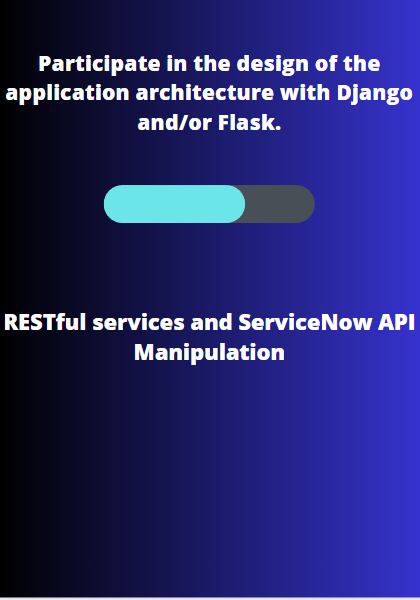 Participate in the design of the
application architecture with Django
and/or Flask.
RESTful services and ServiceNow API
Manipulation